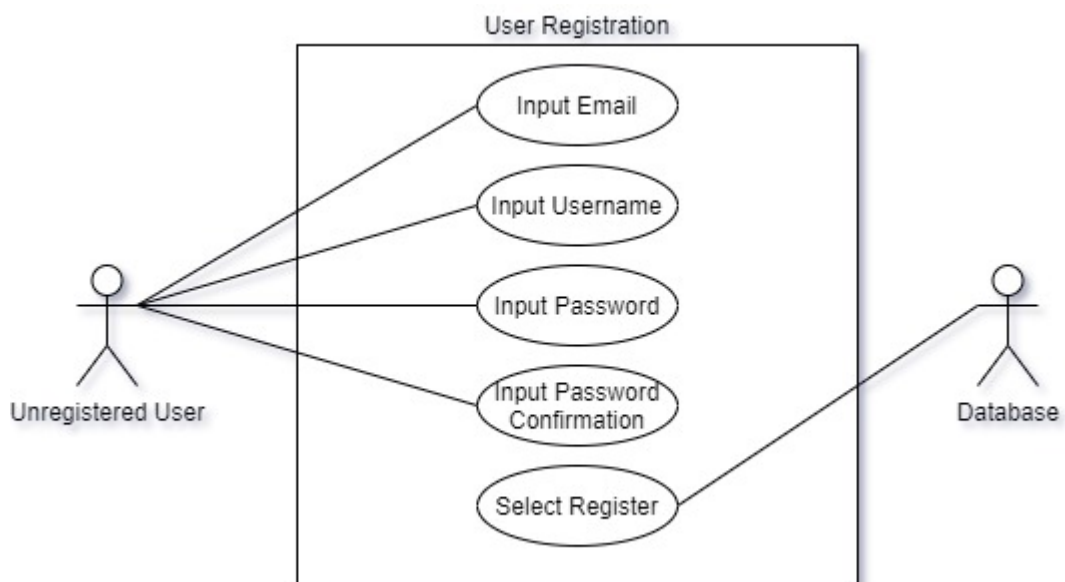 User Registration
Input Email
Input Username
Input Password
Input Password
Confirmation
Unregistered User
Database
Select Register